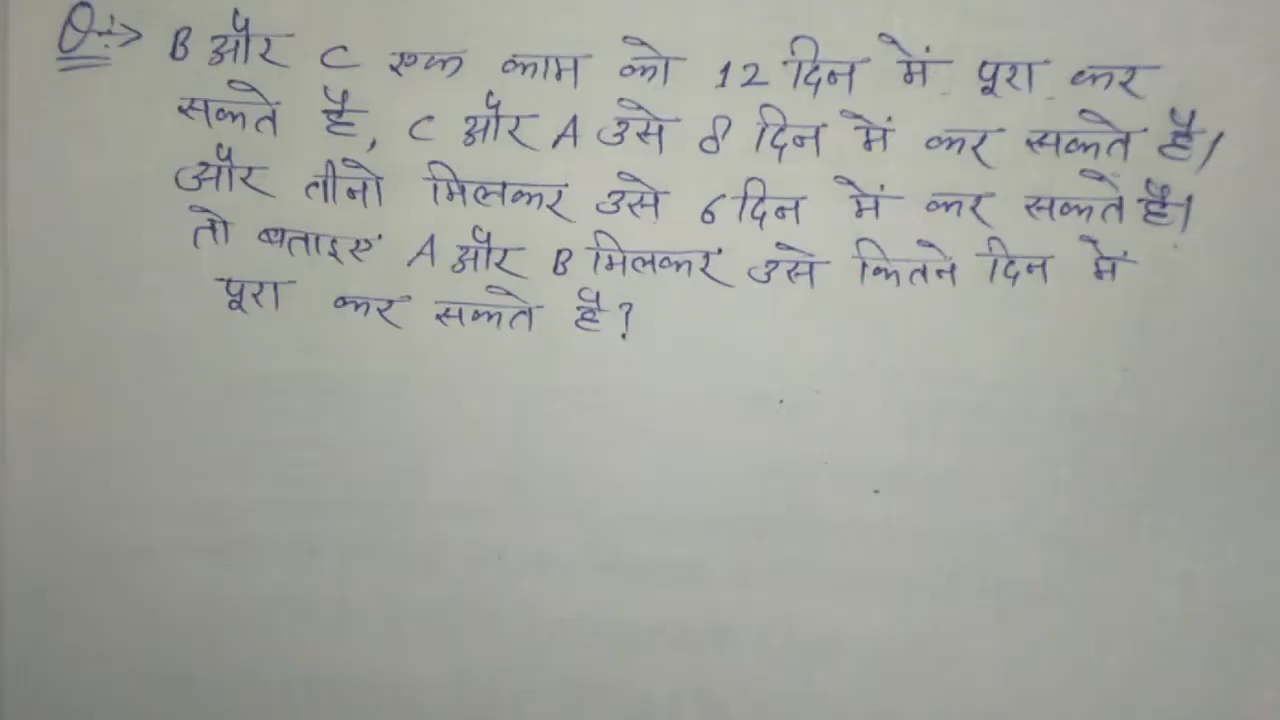 Q.:-> B और C एक काम को 12 दिन में पूरा कर
सकते है, C और A उसे 8 दिन में कर सकते है।
और तीनो मिलकर उसे 6 दिन में कर सकते है।
तो बताइए A और B मिलकर उसे कितने दिन में
पूरा कर सकते है?